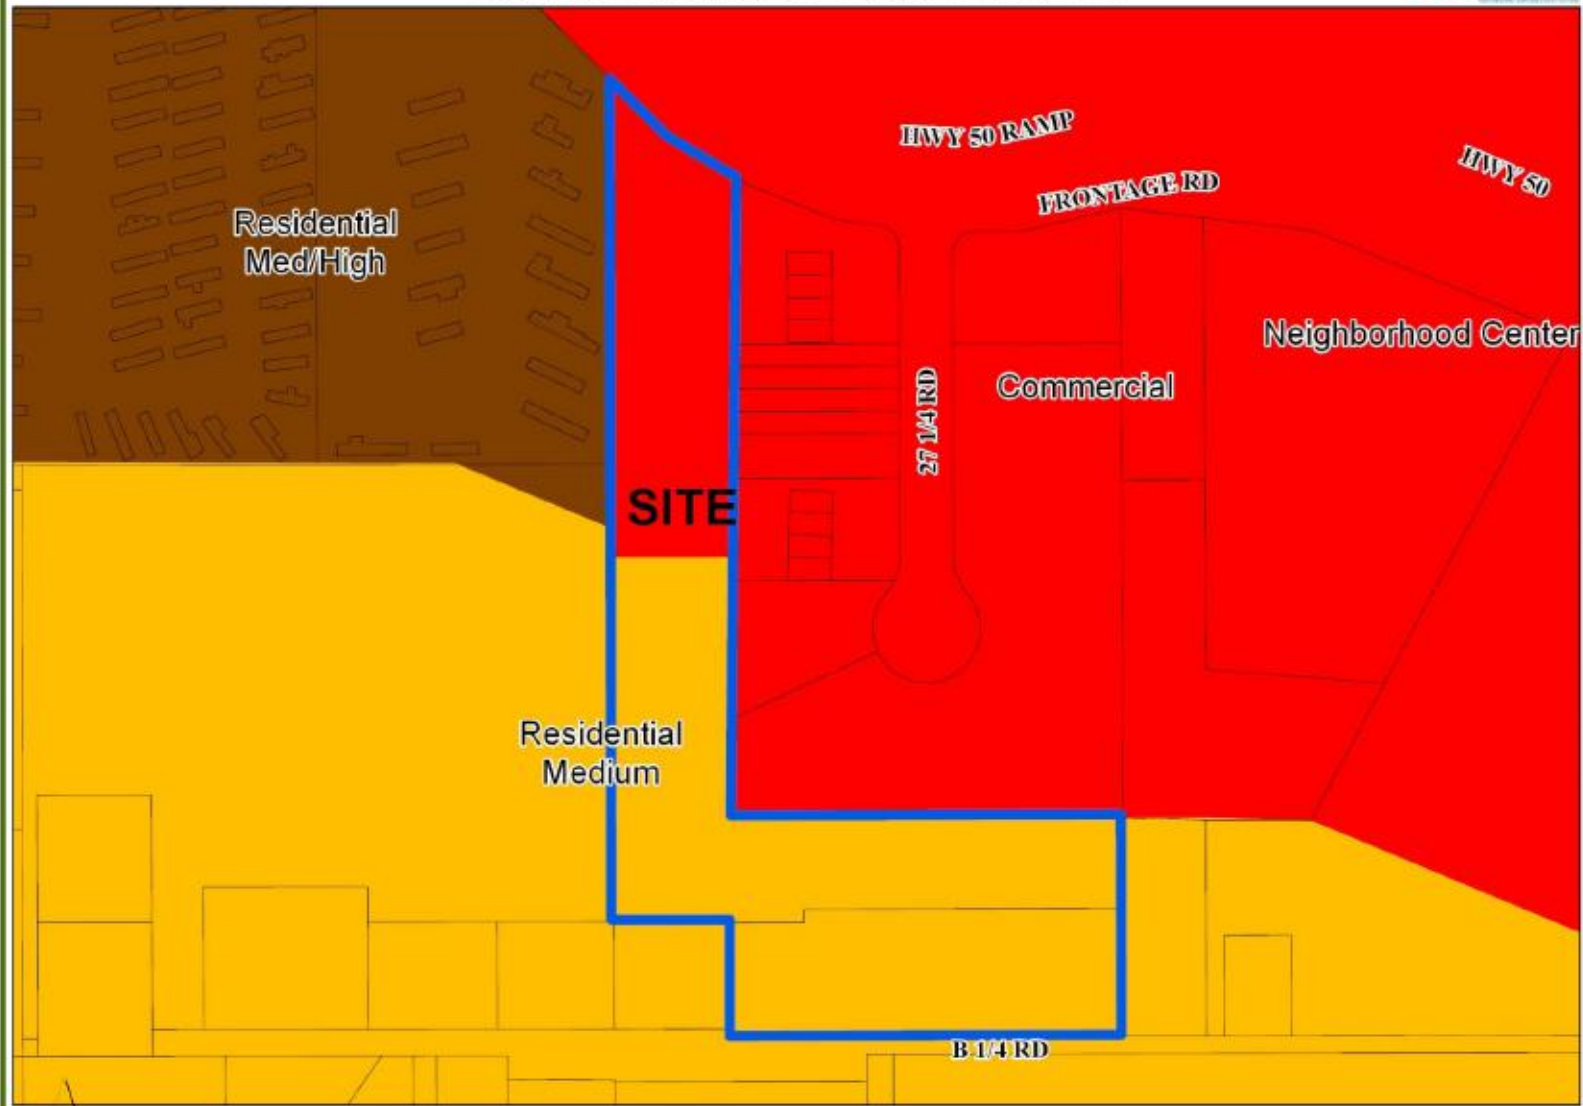 HWY 50 RAMP
HWY 50
FRONTAGE RD
Residential
Med/High
Neighborhood Center
27 1/4 RD
Commercial
SITE
Residential
Medium
B 1/4 RD